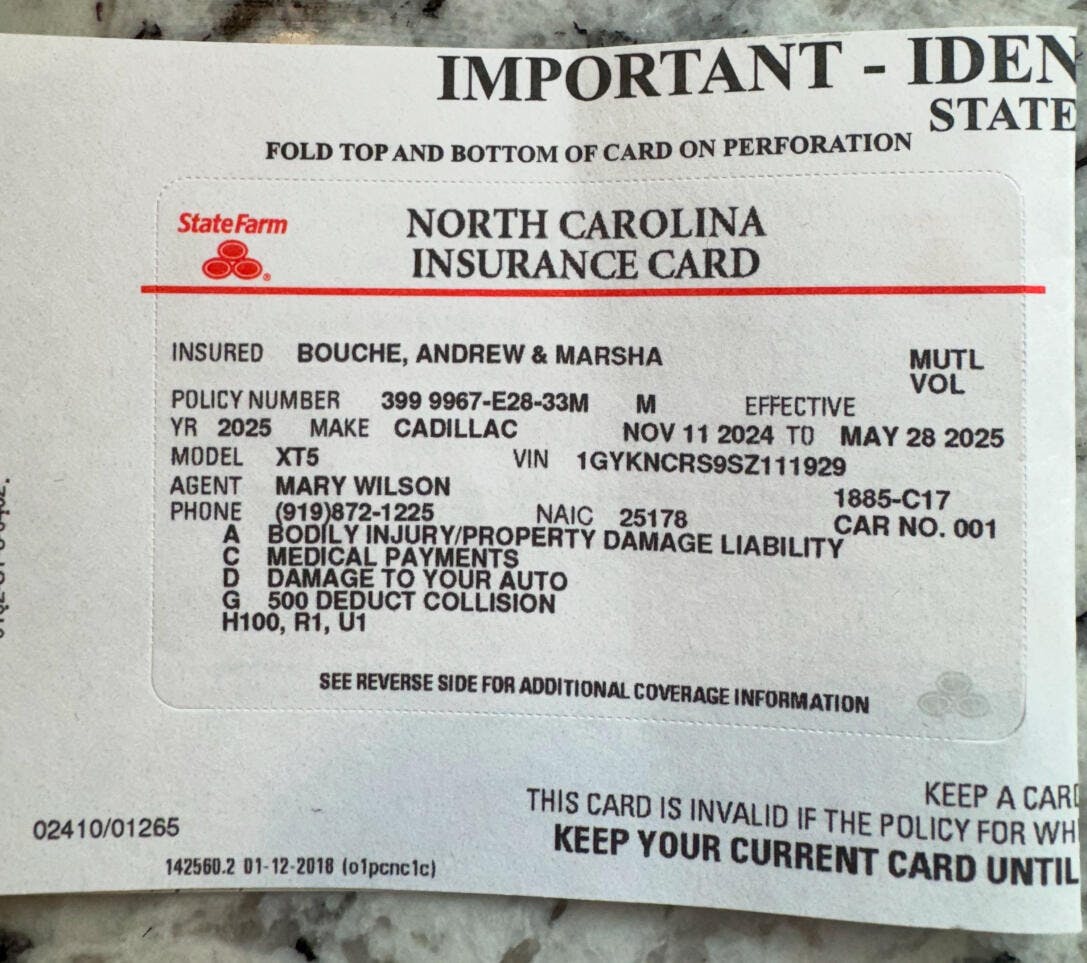 IMPORTANT - IDEN
STATE
FOLD TOP AND BOTTOM OF CARD ON PERFORATION
StateFarm
®
NORTH CAROLINA
INSURANCE CARD
INSURED BOUCHE, ANDREW & MARSHA
MUTL
VOL
POLICY NUMBER 399 9967-E28-33M M EFFECTIVE
YR 2025 MAKE CADILLAC NOV 11 2024 TO MAY 28 2025
MODEL XT5 VIN 1GYKNCRS9SZ111929
AGENT MARY WILSON 1885-C17
PHONE (919)872-1225 NAIC 25178 CAR NO. 001
A BODILY INJURY/PROPERTY DAMAGE LIABILITY
C MEDICAL PAYMENTS
D DAMAGE TO YOUR AUTO
G 500 DEDUCT COLLISION
H100, R1, U1
SEE REVERSE SIDE FOR ADDITIONAL COVERAGE INFORMATION
KEEP A CARD
THIS CARD IS INVALID IF THE POLICY FOR WH
KEEP YOUR CURRENT CARD UNTIL
02410/01265
142560.2 01-12-2018 (o1pcnc1c)